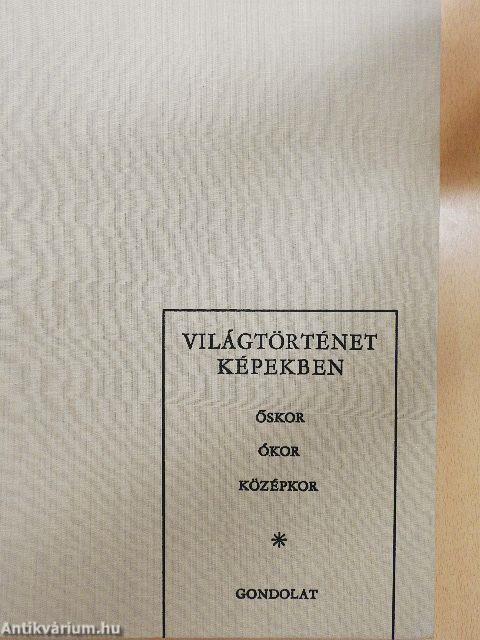 VILÁGTÖRTÉNET
KÉPEKBEN
ŐSKOR
ÓKOR
KÖZÉPKOR
*
GONDOLAT
Antikvárium.hu